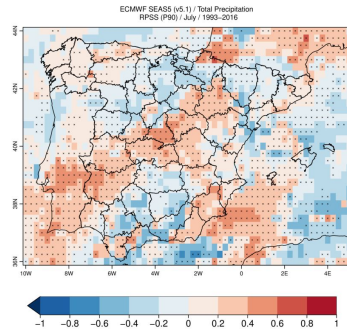 ECMWF SEAS5 (v5.1) / Total Precipitation
RPSS (P90) / July / 1993−2016
44N
42N
40N
38N
36N
10W 8W 6W 4W 2W 0 2E 4E
−1 −0.8 −0.6 −0.4 −0.2 0 0.2 0.4 0.6 0.8 1